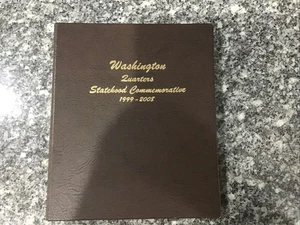 Washington
Quarters
Statehood Commemorative
1999-2008